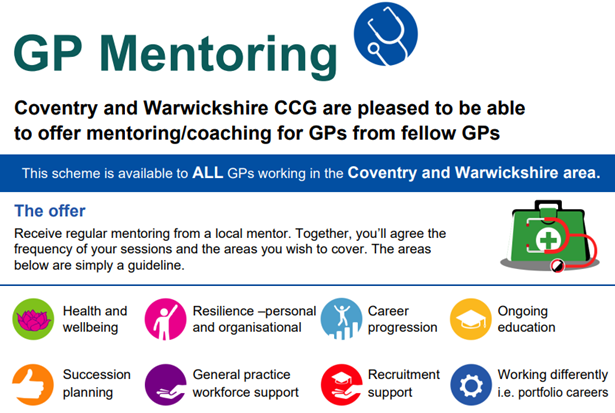 GP Mentoring
Coventry and Warwickshire CCG are pleased to be able
to offer mentoring/coaching for GPs from fellow GPs
This scheme is available to ALL GPs working in the Coventry and Warwickshire area.
The offer
Receive regular mentoring from a local mentor. Together, you'll agree the
frequency of your sessions and the areas you wish to cover. The areas
below are simply a guideline.
Health and
wellbeing
Resilience –personal
and organisational
Career
progression
Ongoing
education
Succession
planning
General practice
workforce support
Recruitment
support
Working differently
i.e. portfolio careers